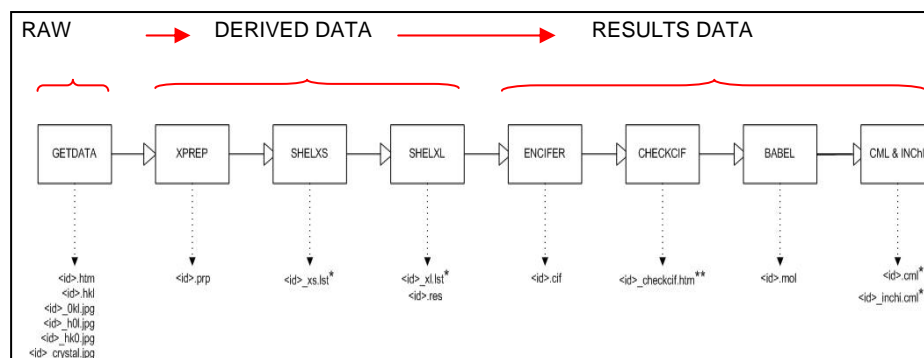 RAW DERIVED DATA RESULTS DATA
GETDATA XPREP SHELXS SHELXL ENCIFER CHECKCIF BABEL CML & INChI
<id>.htm <id>.prp <id>_xs.lst* <id>_xl.lst* <id>.cif <id>_checkcif.htm** <id>.mol <id>.cml*
<id>.hkl <id>.res <id>_inchi.cml*
<id>_0kl.jpg
<id>_h0l.jpg
<id>_hk0.jpg
<id>_crystal.jpg